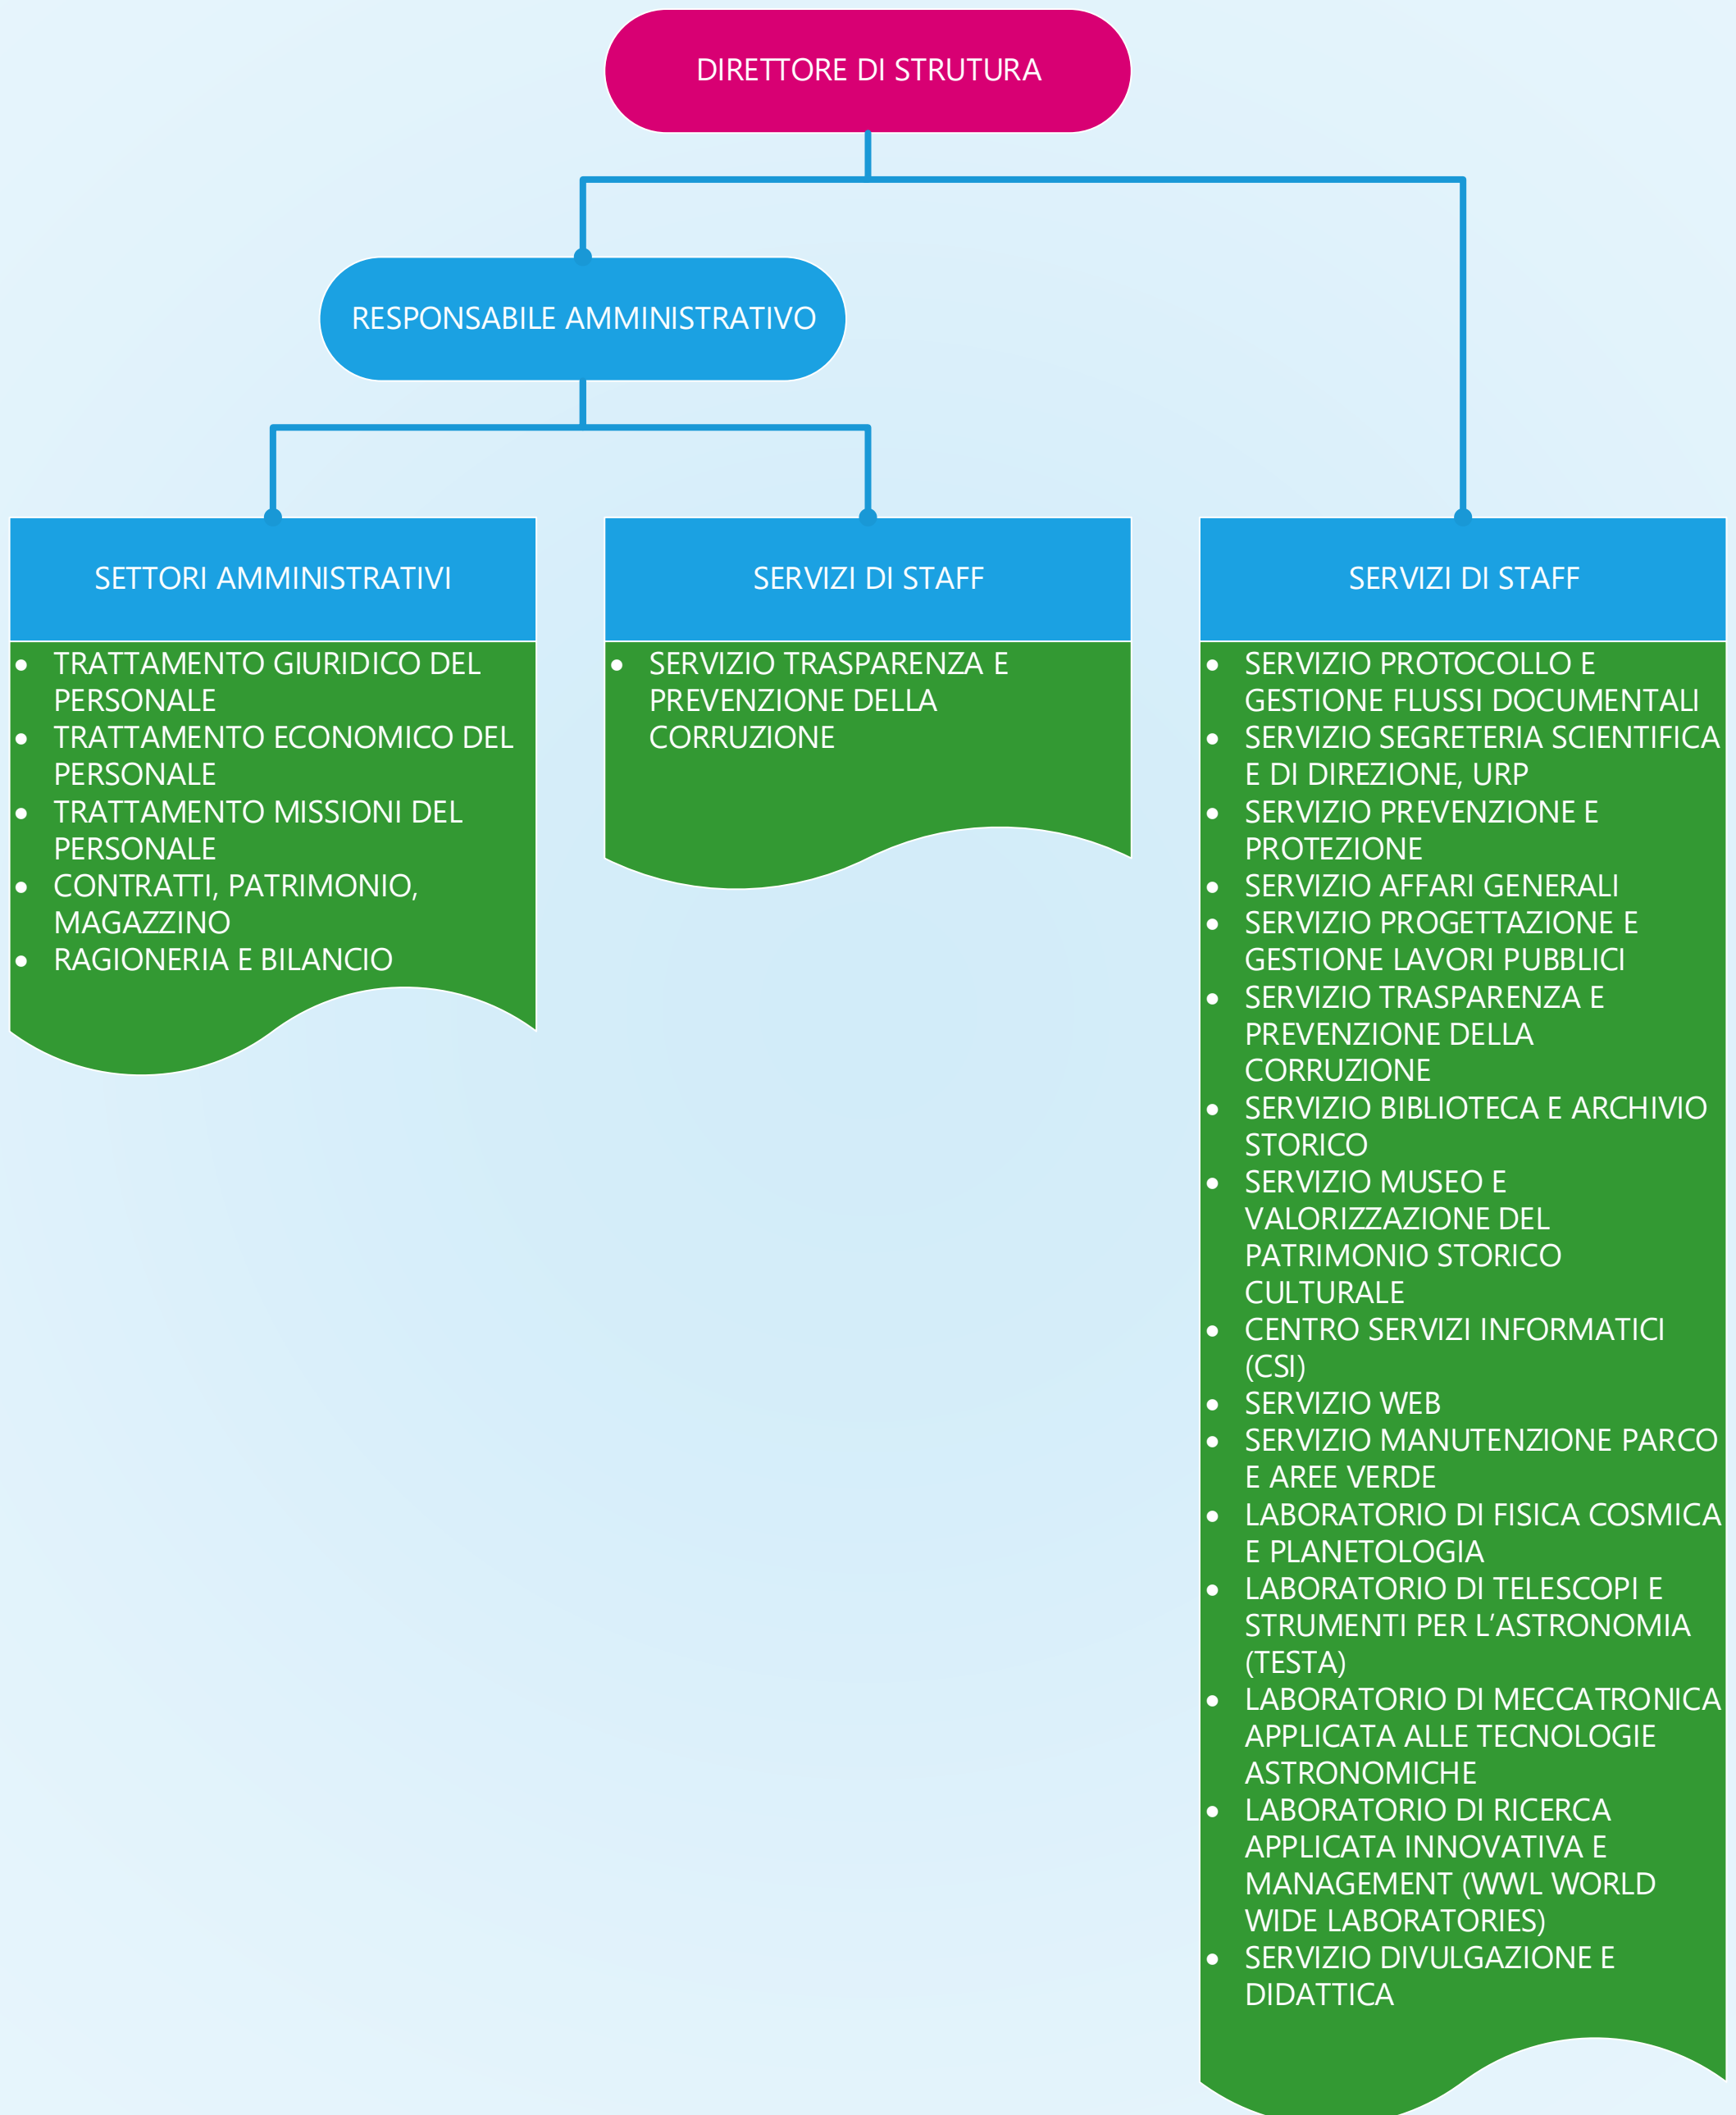 DIRETTORE DI STRUTURA
RESPONSABILE AMMINISTRATIVO
SETTORI AMMINISTRATIVI
• TRATTAMENTO GIURIDICO DEL
PERSONALE
• TRATTAMENTO ECONOMICO DEL
PERSONALE
• TRATTAMENTO MISSIONI DEL
PERSONALE
• CONTRATTI, PATRIMONIO,
MAGAZZINO
• RAGIONERIA E BILANCIO
SERVIZI DI STAFF
• SERVIZIO TRASPARENZA E
PREVENZIONE DELLA
CORRUZIONE
SERVIZI DI STAFF
• SERVIZIO PROTOCOLLO E
GESTIONE FLUSSI DOCUMENTALI
• SERVIZIO SEGRETERIA SCIENTIFICA
E DI DIREZIONE, URP
• SERVIZIO PREVENZIONE E
PROTEZIONE
• SERVIZIO AFFARI GENERALI
• SERVIZIO PROGETTAZIONE E
GESTIONE LAVORI PUBBLICI
• SERVIZIO TRASPARENZA E
PREVENZIONE DELLA
CORRUZIONE
• SERVIZIO BIBLIOTECA E ARCHIVIO
STORICO
• SERVIZIO MUSEO E
VALORIZZAZIONE DEL
PATRIMONIO STORICO
CULTURALE
• CENTRO SERVIZI INFORMATICI
(CSI)
• SERVIZIO WEB
• SERVIZIO MANUTENZIONE PARCO
E AREE VERDE
• LABORATORIO DI FISICA COSMICA
E PLANETOLOGIA
• LABORATORIO DI TELESCOPI E
STRUMENTI PER L’ASTRONOMIA
(TESTA)
• LABORATORIO DI MECCATRONICA
APPLICATA ALLE TECNOLOGIE
ASTRONOMICHE
• LABORATORIO DI RICERCA
APPLICATA INNOVATIVA E
MANAGEMENT (WWL WORLD
WIDE LABORATORIES)
• SERVIZIO DIVULGAZIONE E
DIDATTICA